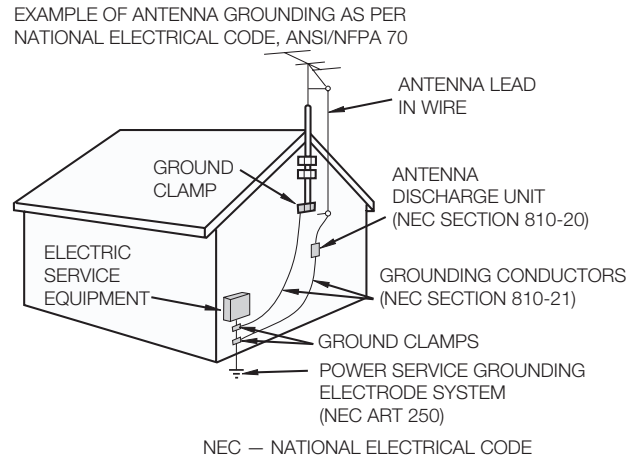 EXAMPLE OF ANTENNA GROUNDING AS PER
NATIONAL ELECTRICAL CODE, ANSI/NFPA 70
ANTENNA LEAD
IN WIRE
GROUND
CLAMP
ANTENNA
DISCHARGE UNIT
(NEC SECTION 810-20)
ELECTRIC
SERVICE
EQUIPMENT
GROUNDING CONDUCTORS
(NEC SECTION 810-21)
GROUND CLAMPS
POWER SERVICE GROUNDING
ELECTRODE SYSTEM
(NEC ART 250)
NEC — NATIONAL ELECTRICAL CODE